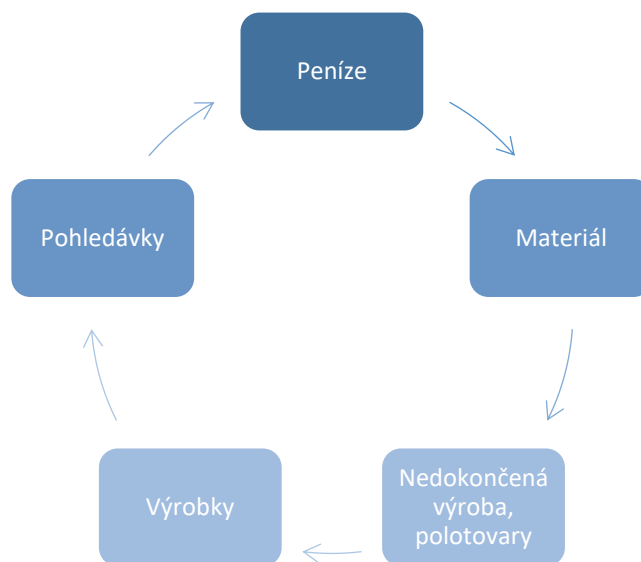 Peníze
Materiál
Nedokončená
výroba,
polotovary
Výrobky
Pohledávky